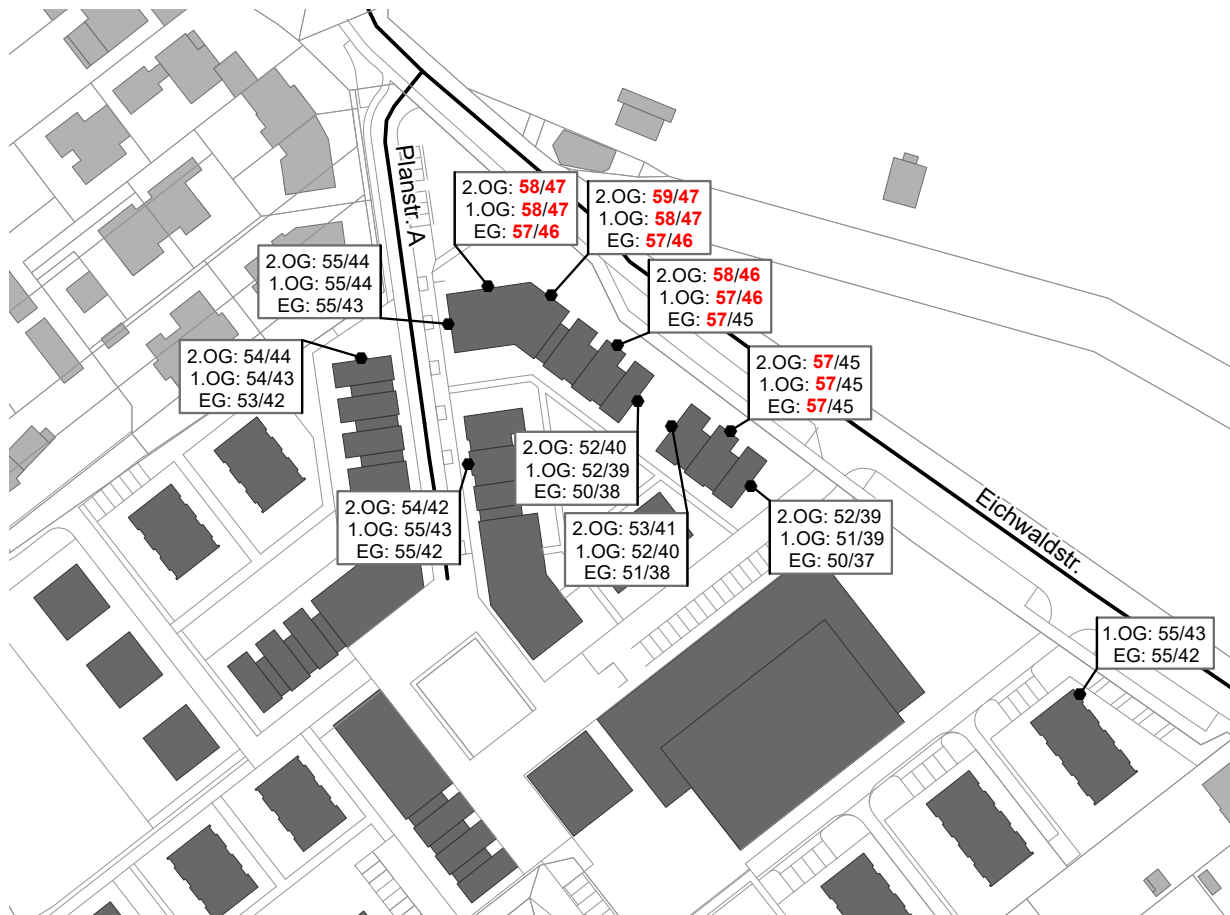 Planstr. A
2.OG: 58/47
1.OG: 58/47
EG: 57/46
2.OG: 59/47
1.OG: 58/47
EG: 57/46
2.OG: 55/44
1.OG: 55/44
EG: 55/43
2.OG: 58/46
1.OG: 57/46
EG: 57/45
2.OG: 54/44
1.OG: 54/43
EG: 53/42
2.OG: 57/45
1.OG: 57/45
EG: 57/45
2.OG: 52/40
1.OG: 52/39
EG: 50/38
2.OG: 54/42
1.OG: 55/43
EG: 55/42
2.OG: 53/41
1.OG: 52/40
EG: 51/38
2.OG: 52/39
1.OG: 51/39
EG: 50/37
Eichwaldstr.
1.OG: 55/43
EG: 55/42